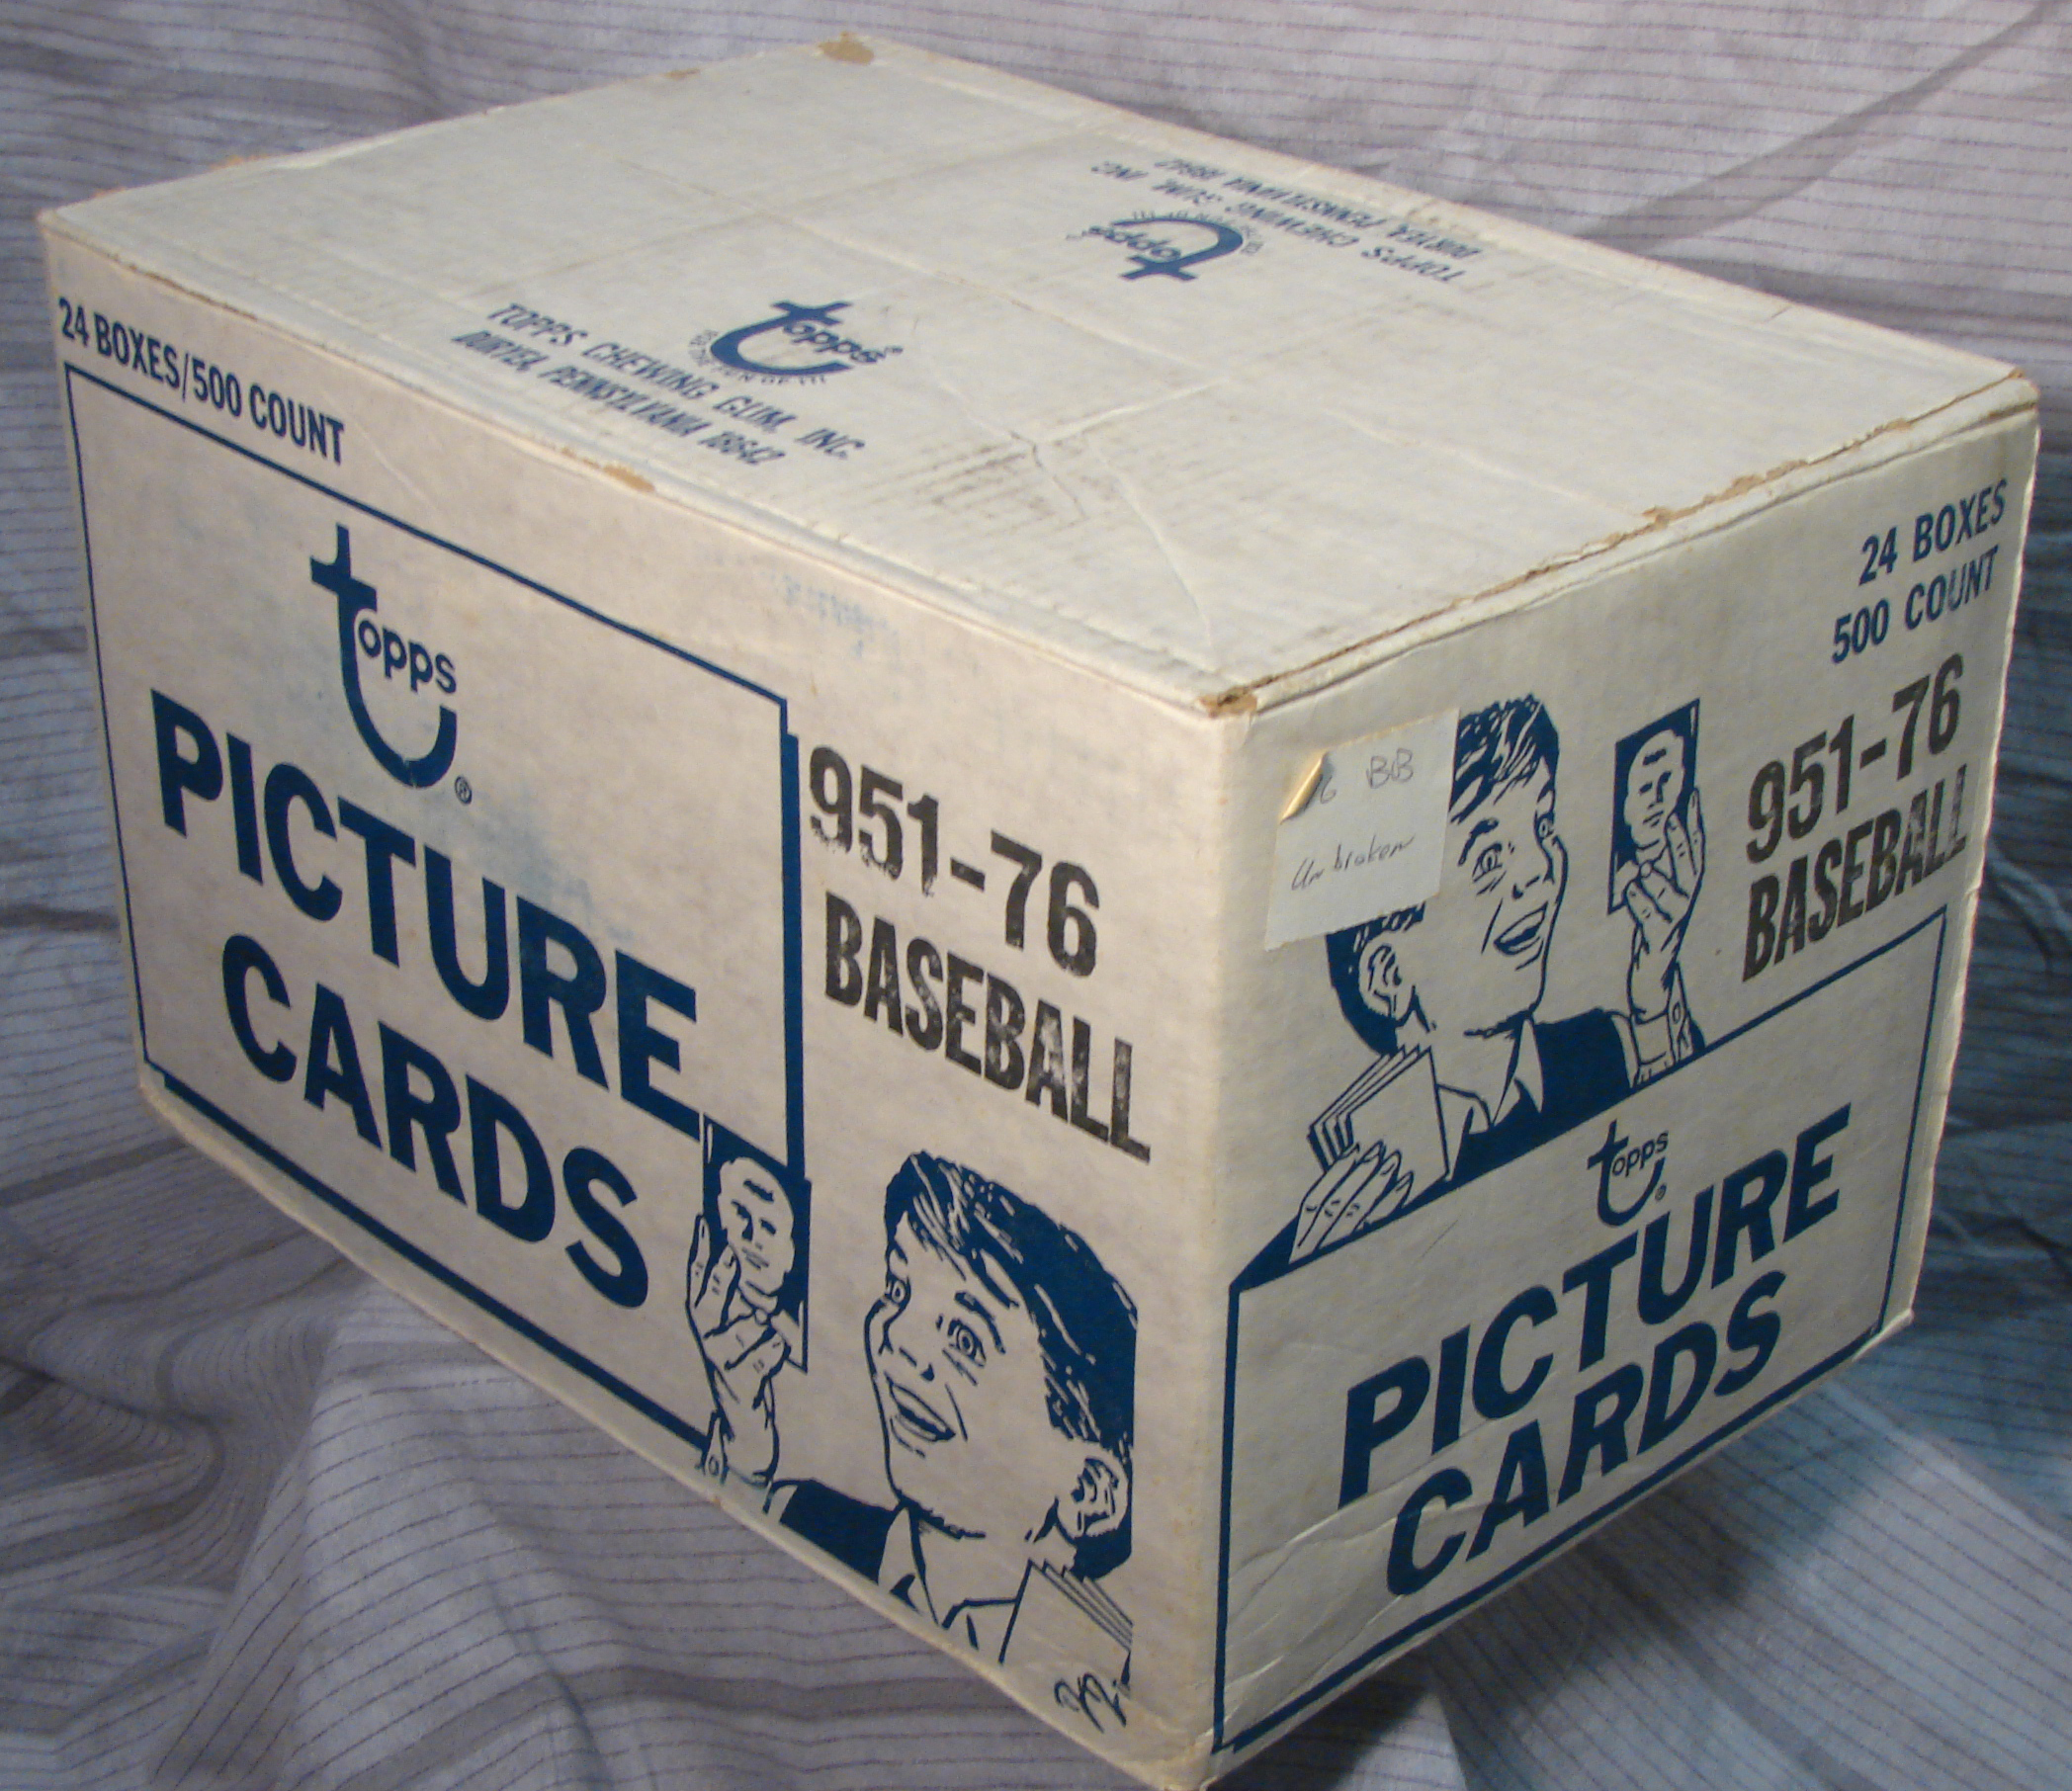 TOPPS CHEWING GUM, INC.
DURYEA, PENNSYLVANIA 18642
topps
topps
TOPPS CHEWING GUM, INC.
DURYEA, PENNSYLVANIA 18642
24 BOXES/500 COUNT
topps®
PICTURE
CARDS
951-76
BASEBALL
24 BOXES
500 COUNT
951-76
BASEBALL
BB
Unbroken
topps®
PICTURE
CARDS